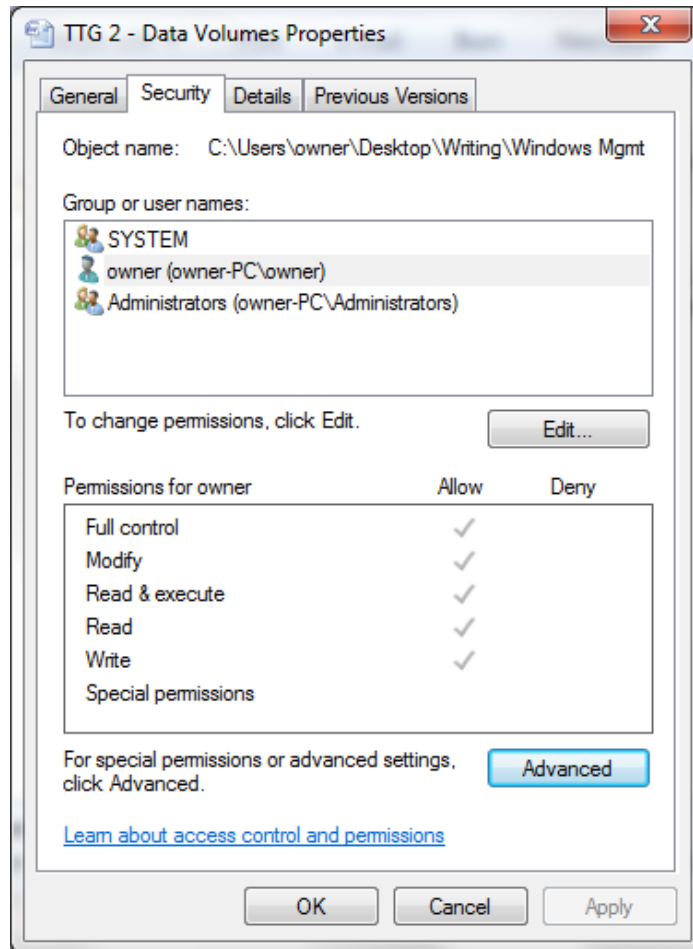 TTG 2 - Data Volumes Properties
General Security Details Previous Versions
Object name: C:\Users\owner\Desktop\Writing\Windows Mgmt
Group or user names:
SYSTEM
owner (owner-PC\owner)
Administrators (owner-PC\Administrators)
To change permissions, click Edit.
Edit...
Permissions for owner Allow Deny
Full control
Modify
Read & execute
Read
Write
Special permissions
For special permissions or advanced settings,
click Advanced.
Advanced
Learn about access control and permissions
OK Cancel Apply